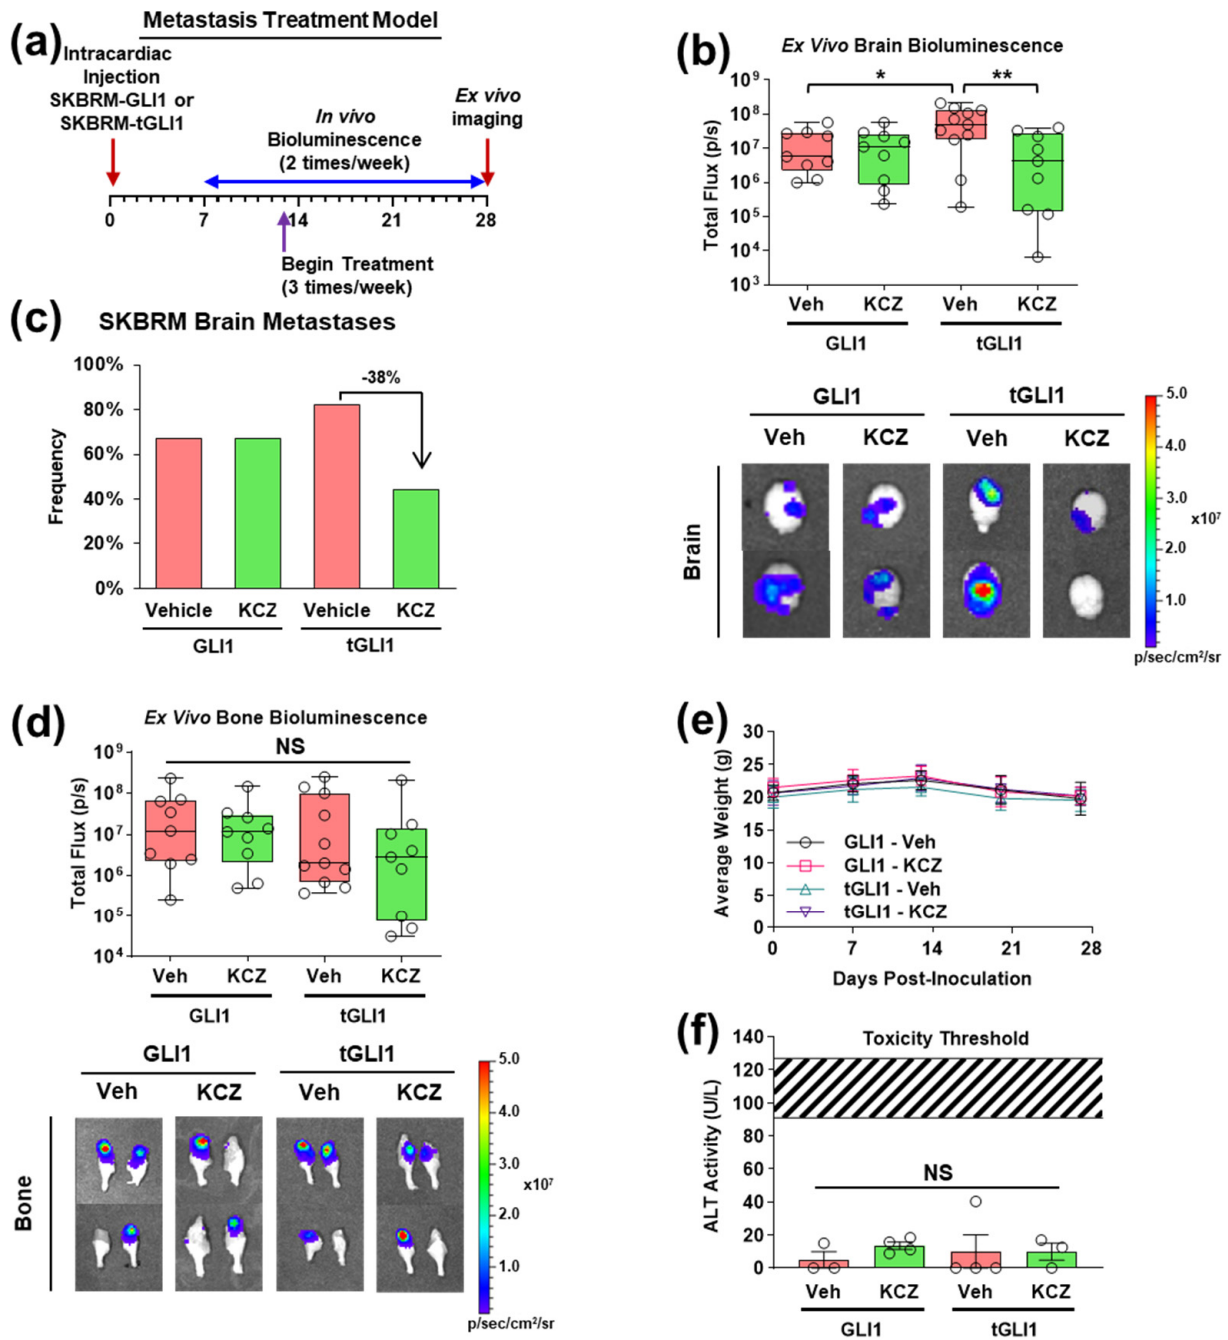 (a)
Metastasis Treatment Model
Intracardiac
Injection
SKBRM-GLI1 or
SKBRM-tGLI1
In vivo
Bioluminescence
(2 times/week)
Ex vivo
imaging
0 7 14 21 28
Begin Treatment
(3 times/week)
(b)
Ex Vivo Brain Bioluminescence
* **
Total Flux (p/s)
10⁹
10⁸
10⁷
10⁶
10⁵
10⁴
10³
Veh KCZ Veh KCZ
GLI1 tGLI1
GLI1 tGLI1
Veh KCZ Veh KCZ
Brain
5.0
4.0
3.0
x10⁷
2.0
1.0
p/sec/cm²/sr
(c)
SKBRM Brain Metastases
Frequency
100%
80%
60%
40%
20%
0%
-38%
Vehicle KCZ Vehicle KCZ
GLI1 tGLI1
(d)
Ex Vivo Bone Bioluminescence
NS
Total Flux (p/s)
10⁹
10⁸
10⁷
10⁶
10⁵
10⁴
Veh KCZ Veh KCZ
GLI1 tGLI1
GLI1 tGLI1
Veh KCZ Veh KCZ
Bone
5.0
4.0
3.0
x10⁷
2.0
1.0
p/sec/cm²/sr
(e)
Average Weight (g)
30
25
20
15
10
5
0
GLI1 - Veh
GLI1 - KCZ
tGLI1 - Veh
tGLI1 - KCZ
0 7 14 21 28
Days Post-Inoculation
(f)
Toxicity Threshold
ALT Activity (U/L)
140
120
100
80
60
40
20
0
NS
Veh KCZ Veh KCZ
GLI1 tGLI1